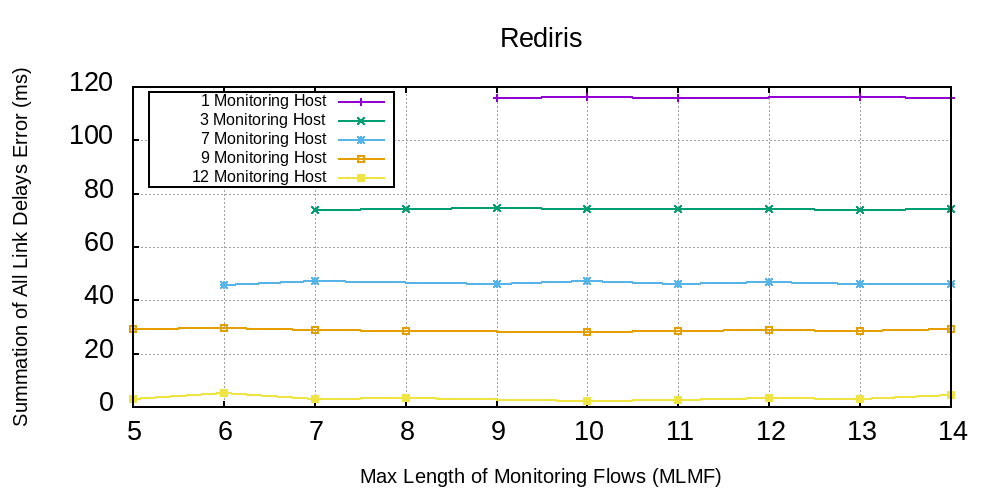 Rediris
Summation of All Link Delays Error (ms)
120
100
80
60
40
20
0
1 Monitoring Host
3 Monitoring Host
7 Monitoring Host
9 Monitoring Host
12 Monitoring Host
5 6 7 8 9 10 11 12 13 14
Max Length of Monitoring Flows (MLMF)